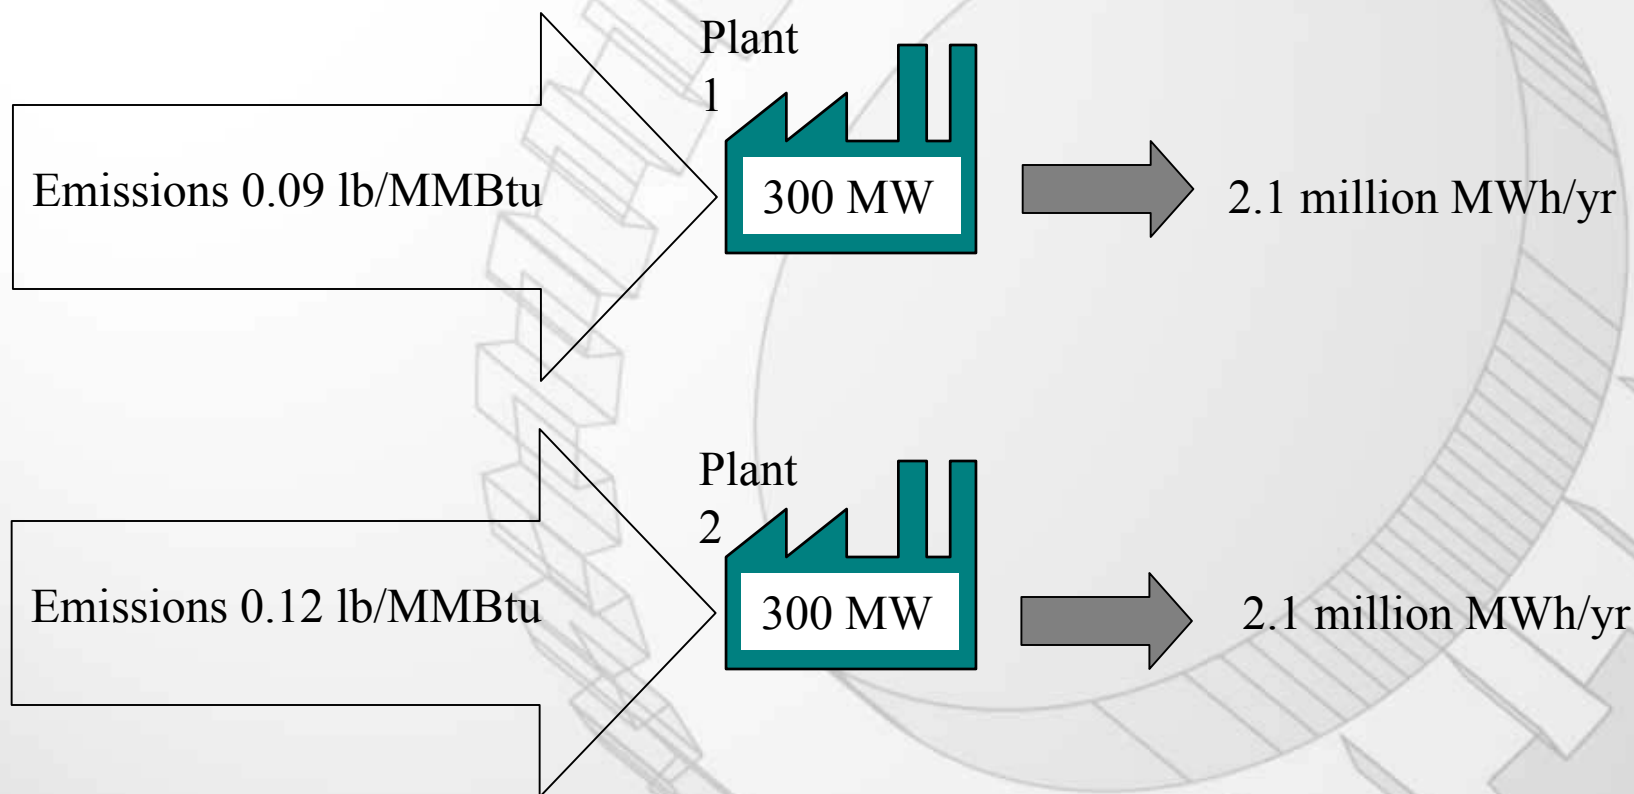 Plant
1
Emissions 0.09 lb/MMBtu
300 MW
2.1 million MWh/yr
Plant
2
Emissions 0.12 lb/MMBtu
300 MW
2.1 million MWh/yr